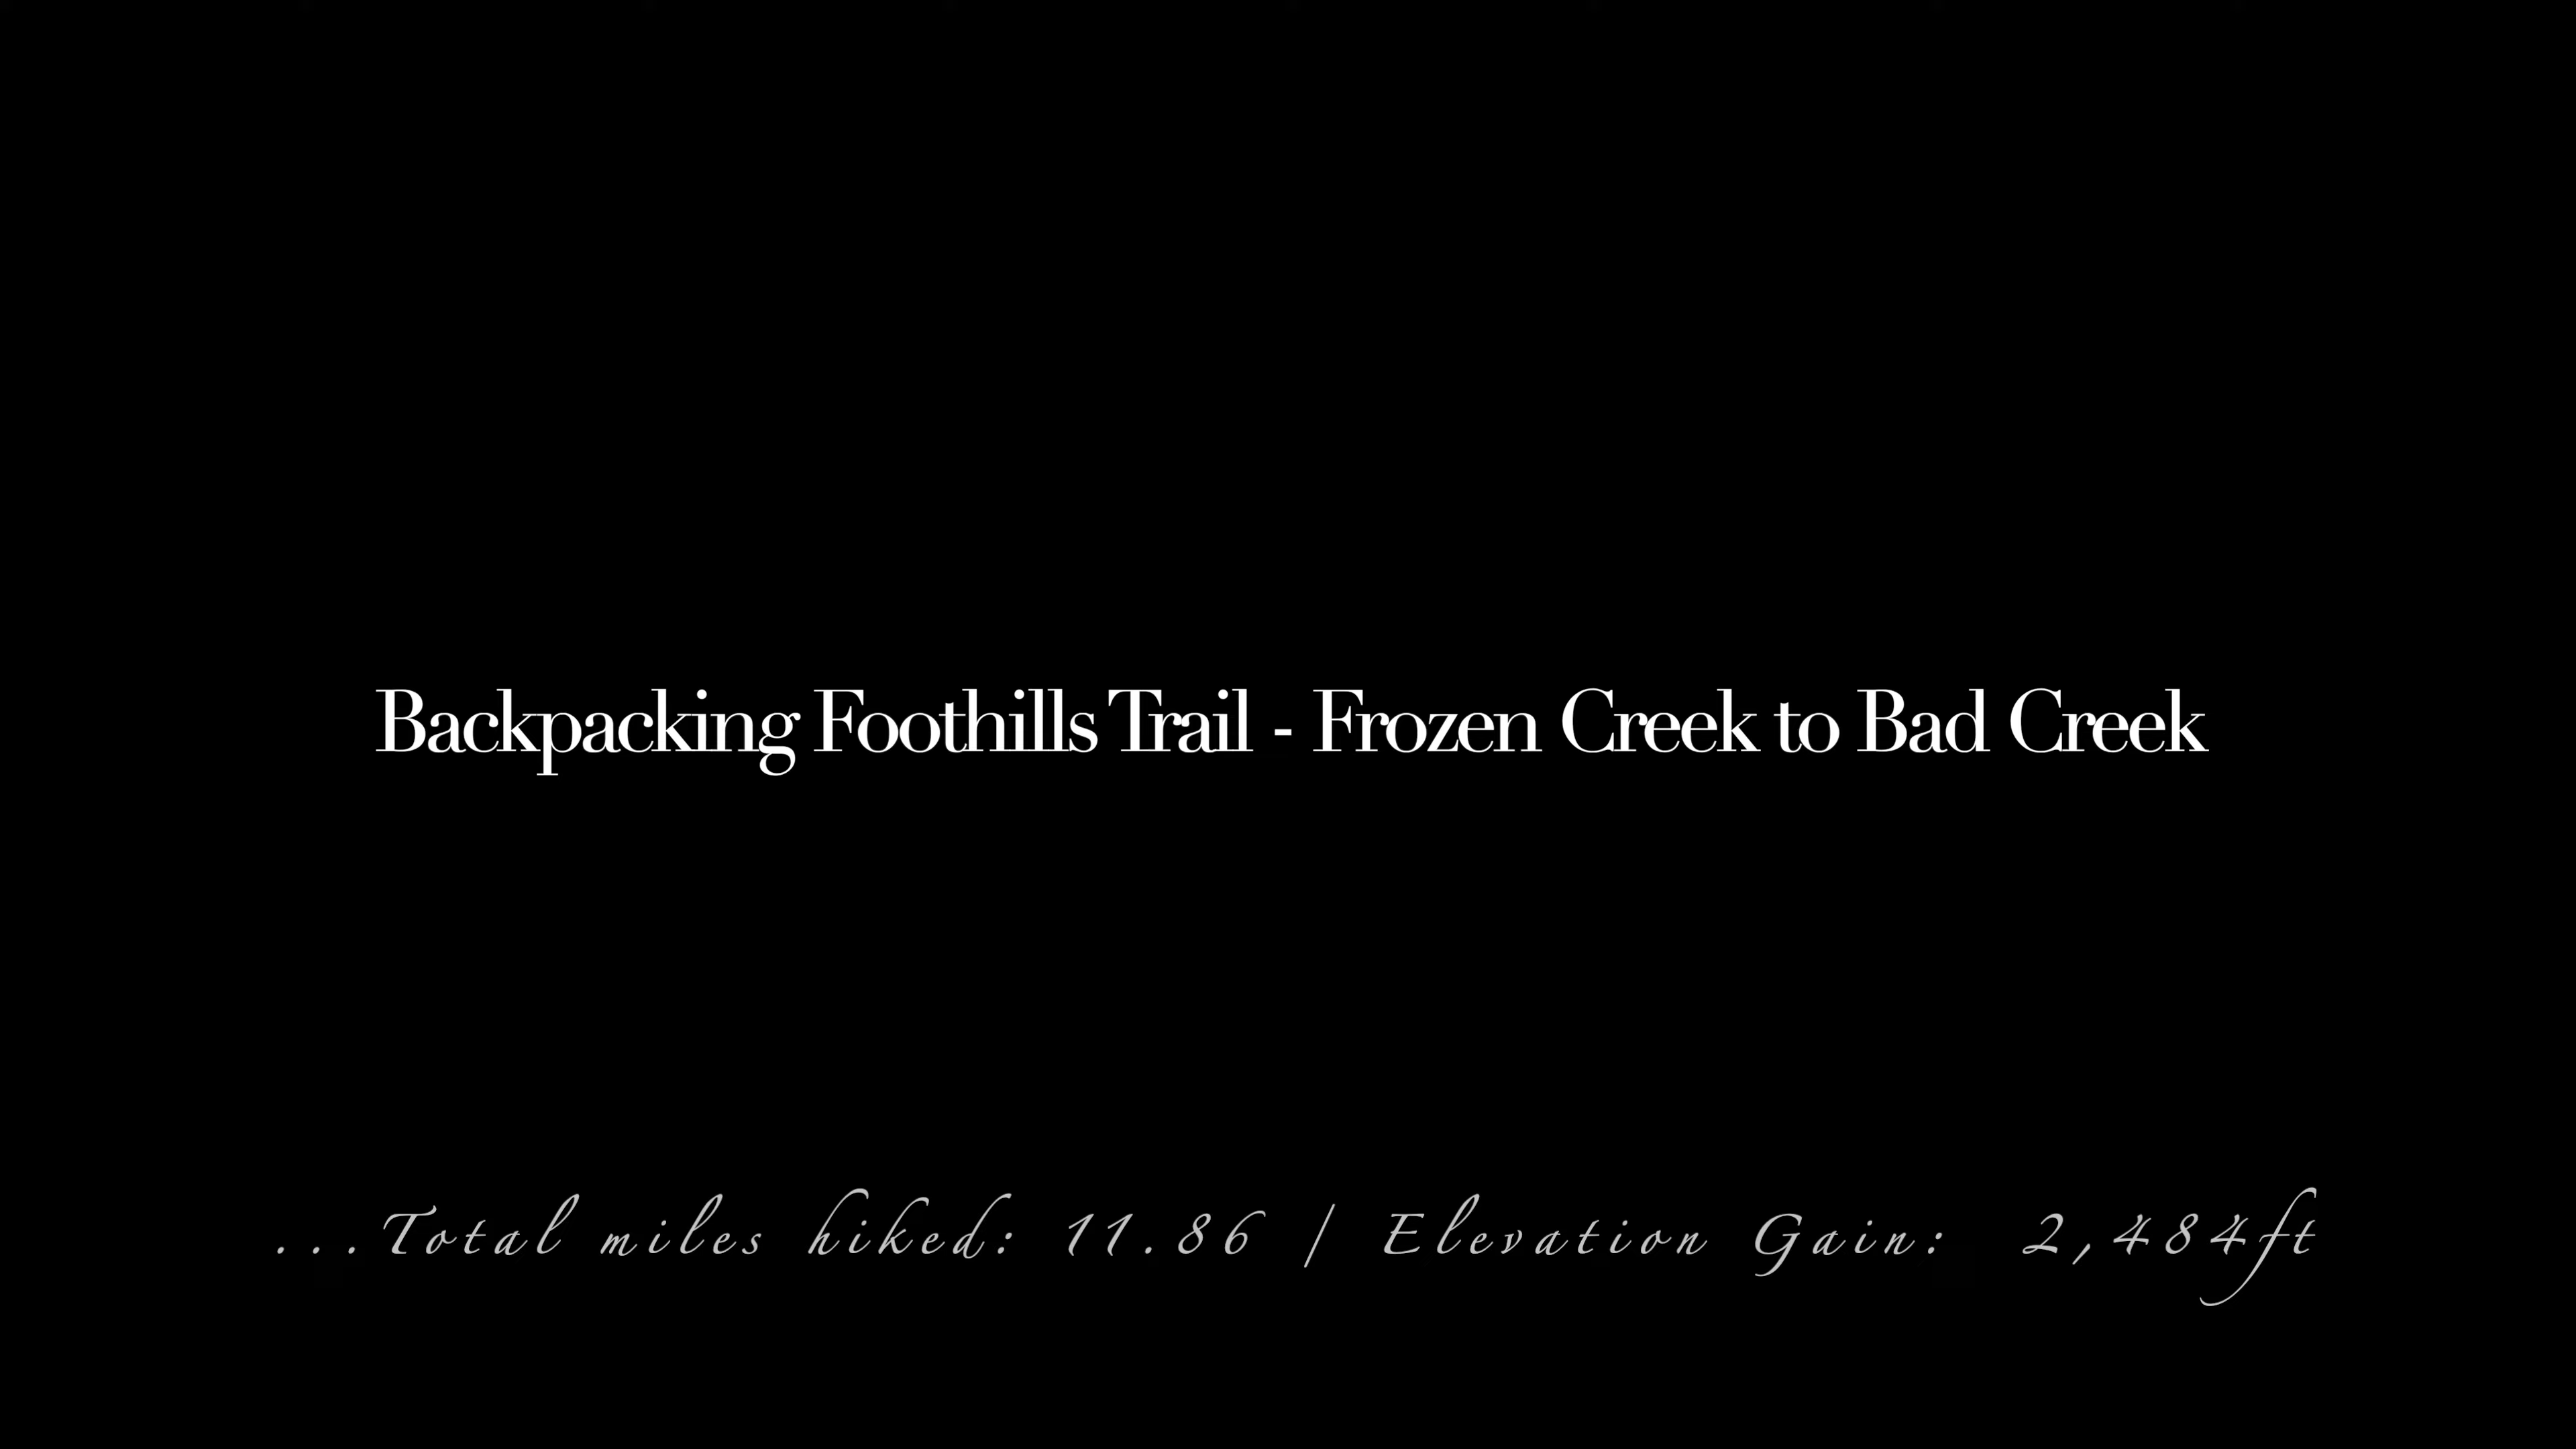 Backpacking Foothills Trail - Frozen Creek to Bad Creek
...Total miles hiked: 11.86 | Elevation Gain: 2,484ft